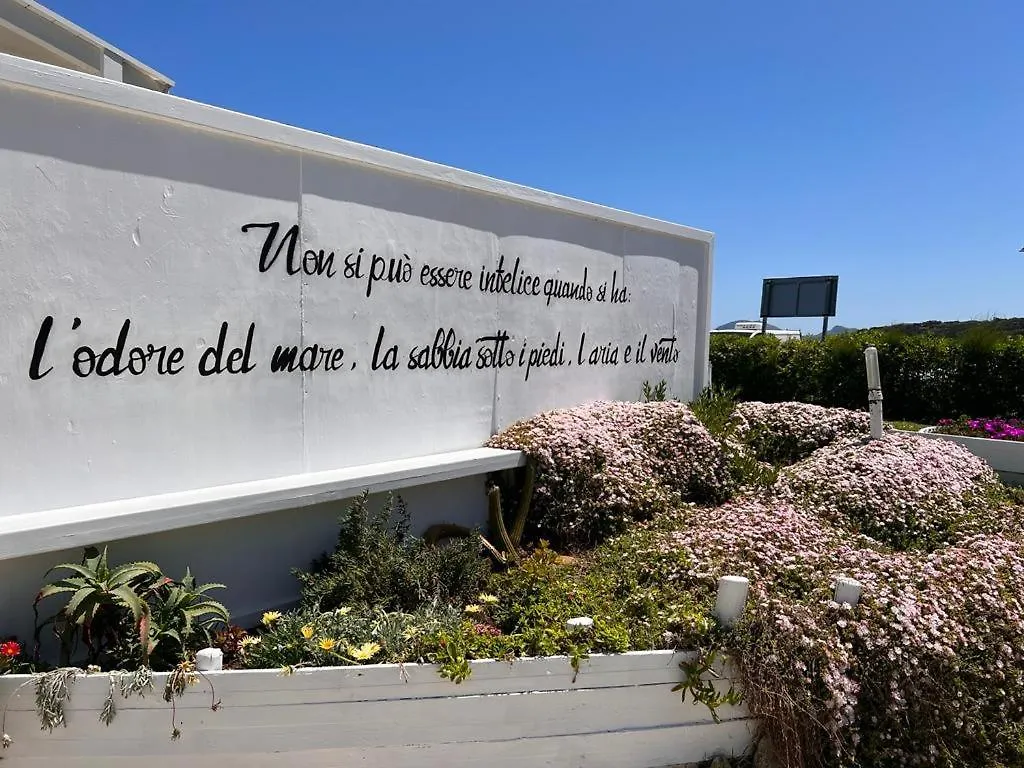 Non si può essere infelice quando si ha:
l'odore del mare, la sabbia sotto i piedi, l'aria e il vento